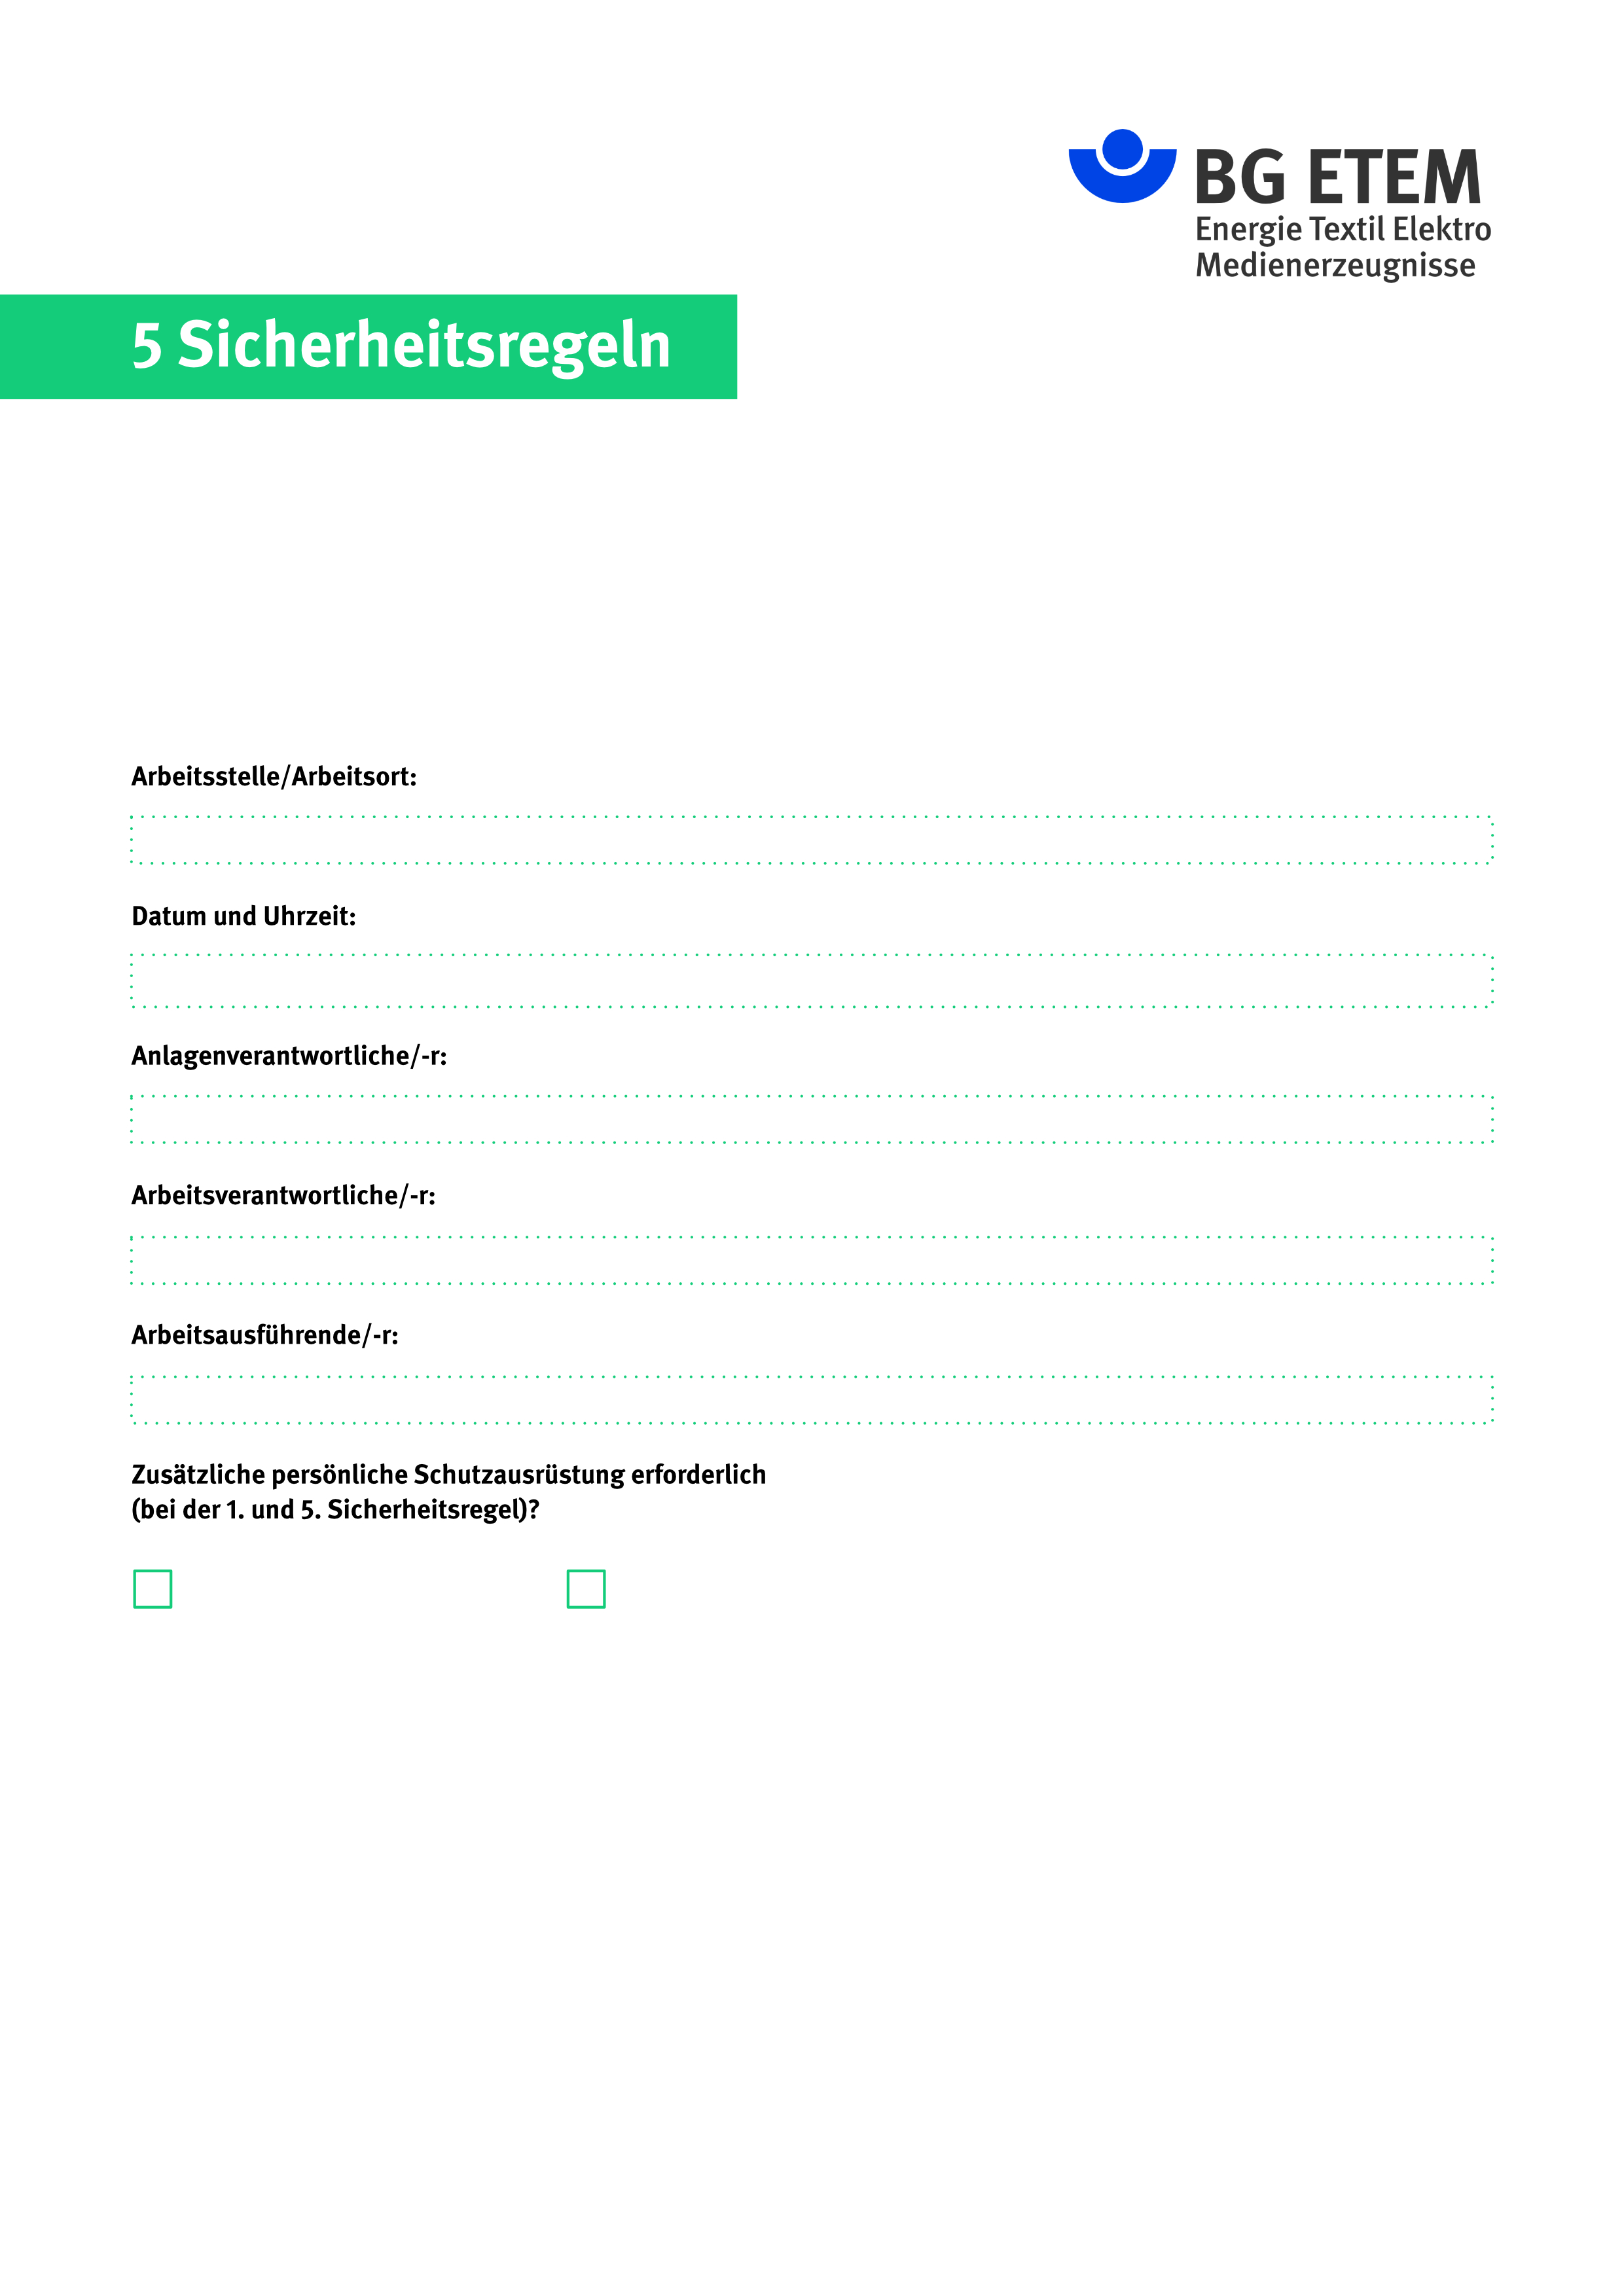 BG ETEM
Energie Textil Elektro
Medienerzeugnisse
5 Sicherheitsregeln
Arbeitsstelle/Arbeitsort:
Datum und Uhrzeit:
Anlagenverantwortliche/-r:
Arbeitsverantwortliche/-r:
Arbeitsausführende/-r:
Zusätzliche persönliche Schutzausrüstung erforderlich
(bei der 1. und 5. Sicherheitsregel)?